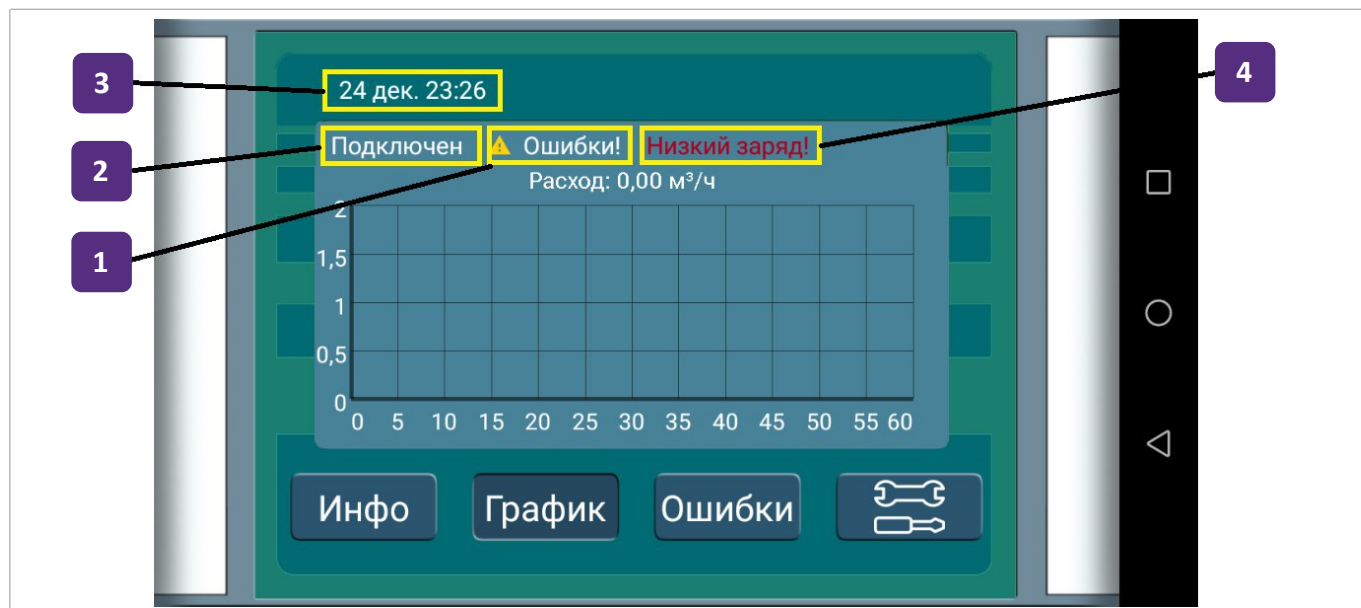 3
24 дек. 23:26
4
2
Подключен Ошибки! Низкий заряд!
Расход: 0,00 м³/ч
1
2
1,5
1
0,5
0
0 5 10 15 20 25 30 35 40 45 50 55 60
Инфо График Ошибки